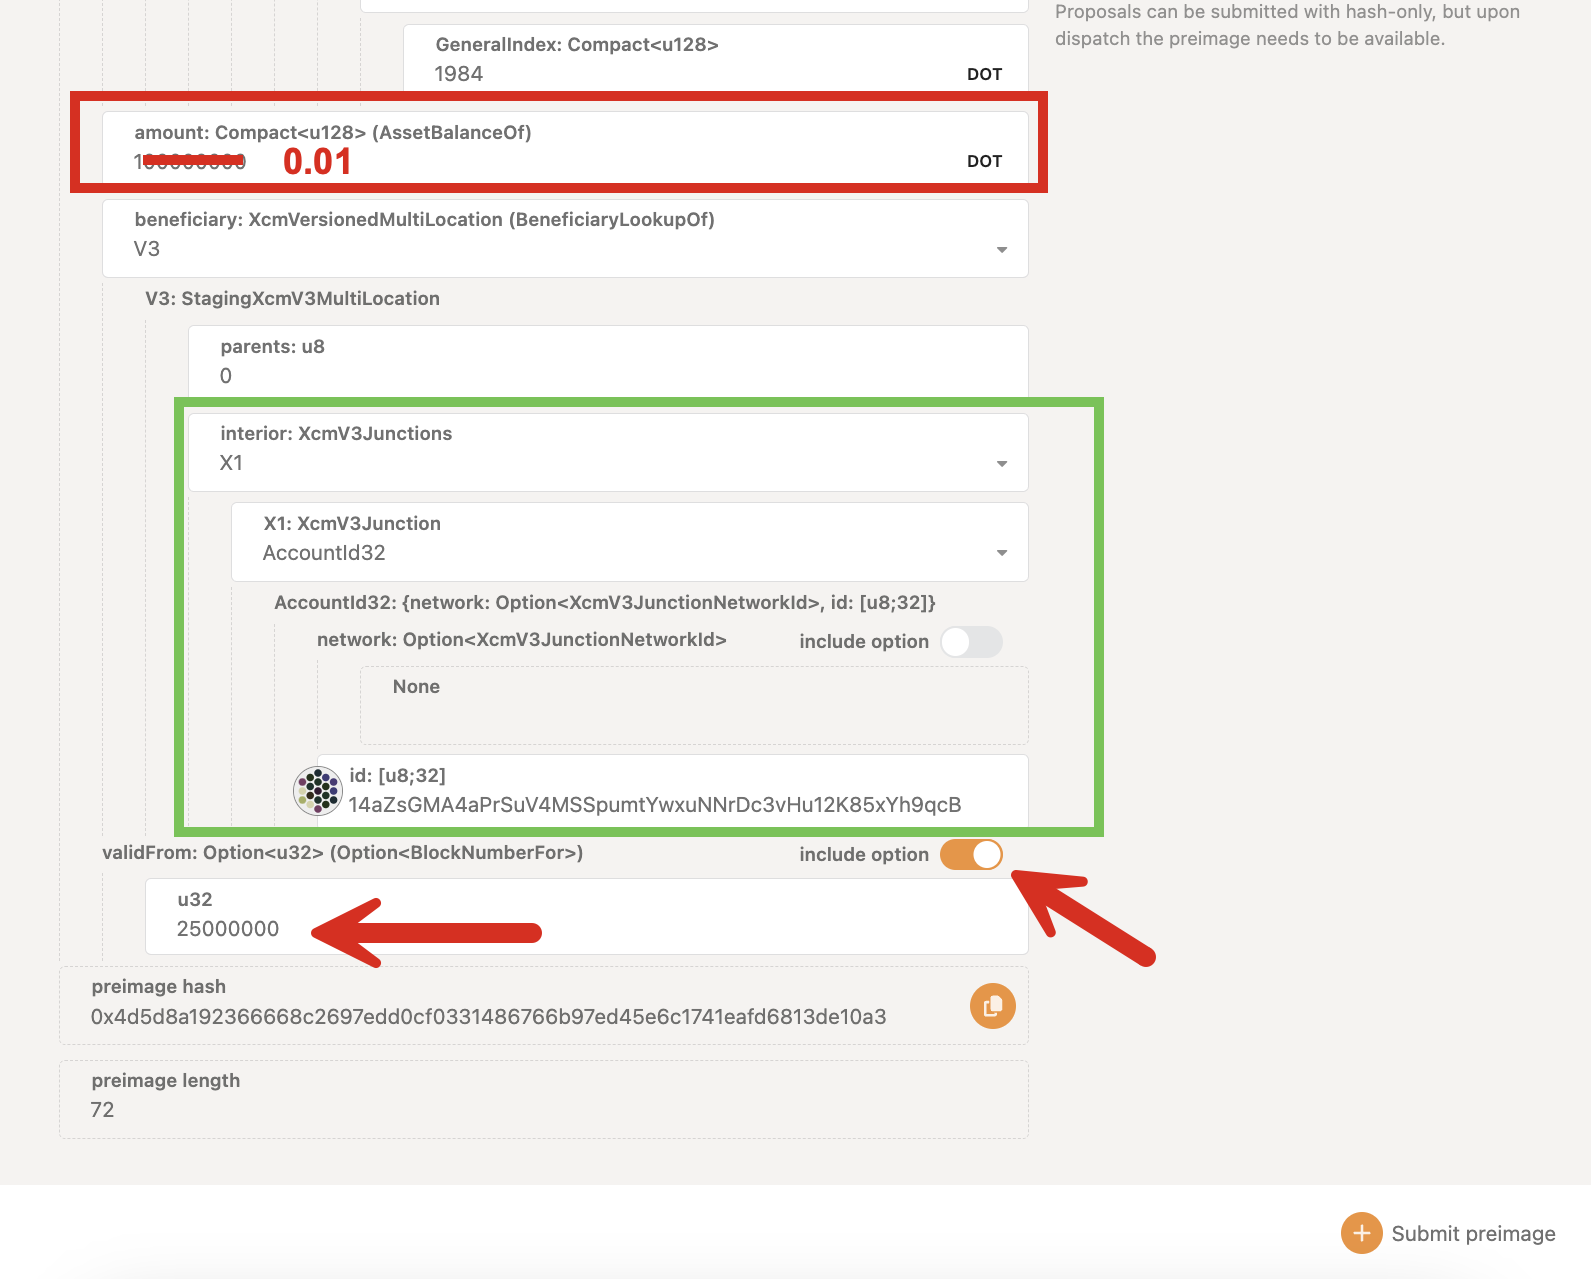 Proposals can be submitted with hash-only, but upon
dispatch the preimage needs to be available.
GeneralIndex: Compact<u128>
1984 DOT
amount: Compact<u128> (AssetBalanceOf)
100000000 0.01 DOT
beneficiary: XcmVersionedMultiLocation (BeneficiaryLookupOf)
V3
V3: StagingXcmV3MultiLocation
parents: u8
0
interior: XcmV3Junctions
X1
X1: XcmV3Junction
AccountId32
AccountId32: {network: Option<XcmV3JunctionNetworkId>, id: [u8;32]}
network: Option<XcmV3JunctionNetworkId> include option
None
id: [u8;32]
14aZsGMA4aPrSuV4MSSpumtYwxuNNrDc3vHu12K85xYh9qcB
validFrom: Option<u32> (Option<BlockNumberFor>) include option
u32
25000000
preimage hash
0x4d5d8a192366668c2697edd0cf0331486766b97ed45e6c1741eafd6813de10a3
preimage length
72
Submit preimage